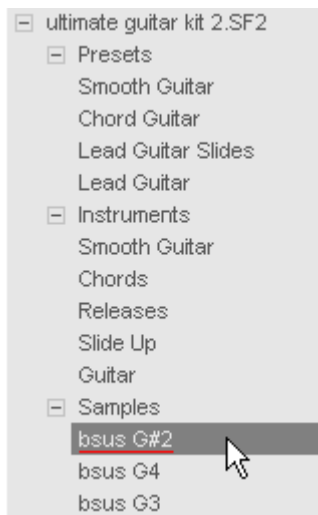 ultimate guitar kit 2.SF2
Presets
Smooth Guitar
Chord Guitar
Lead Guitar Slides
Lead Guitar
Instruments
Smooth Guitar
Chords
Releases
Slide Up
Guitar
Samples
bsus G#2
bsus G4
bsus G3